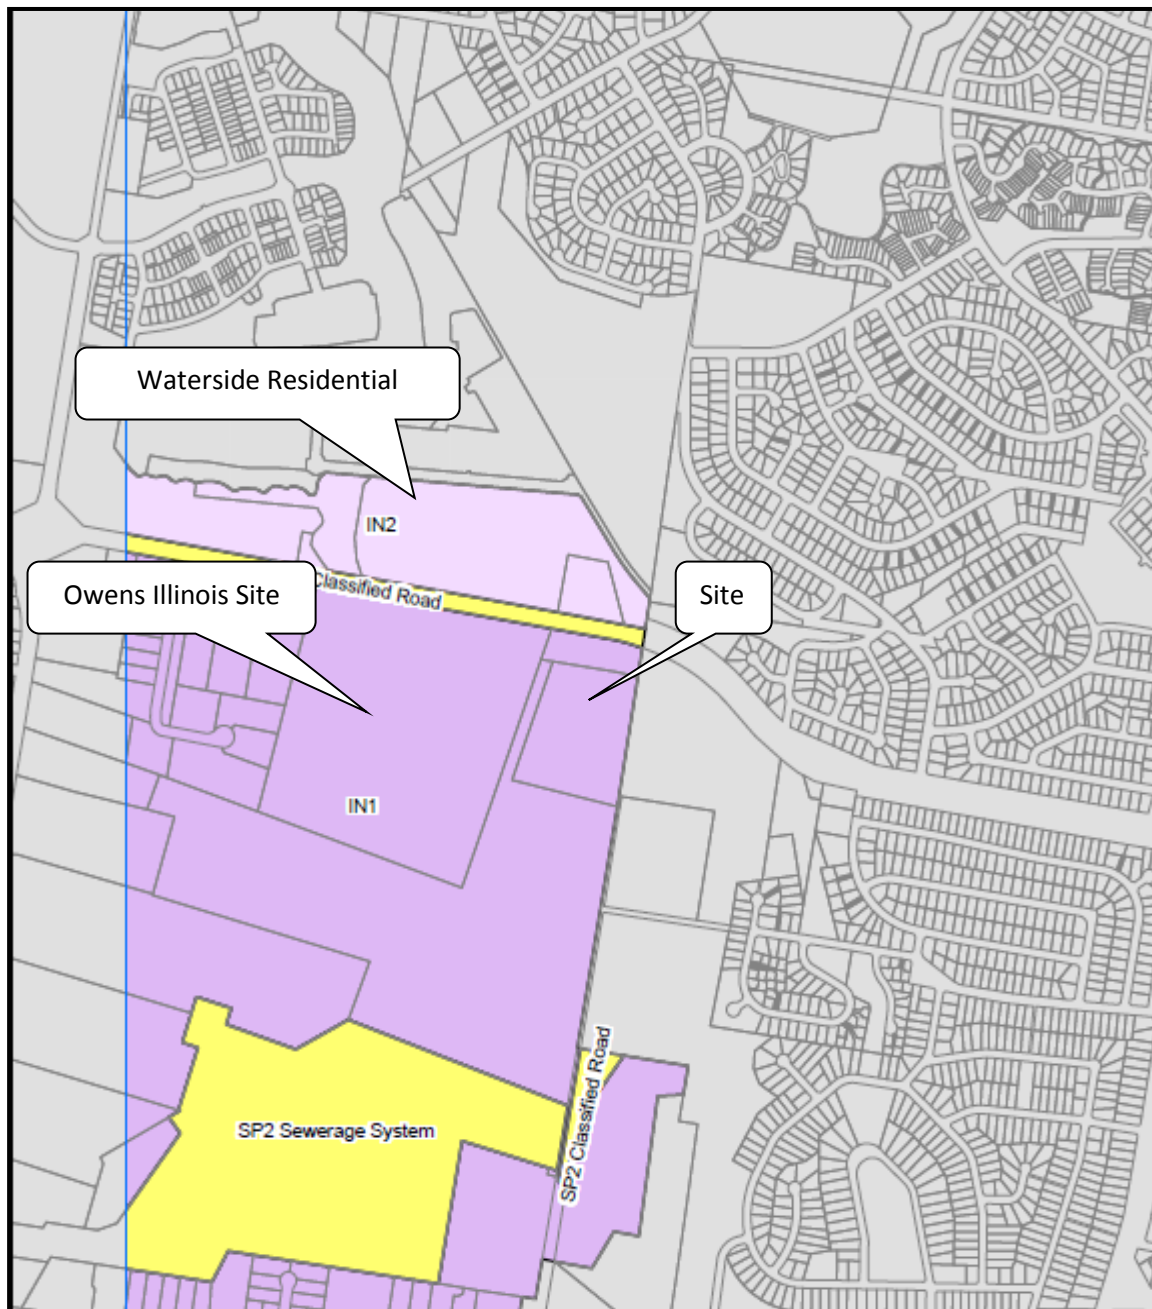 Waterside Residential
IN2
Classified Road
Owens Illinois Site
Site
IN1
SP2 Classified Road
SP2 Sewerage System